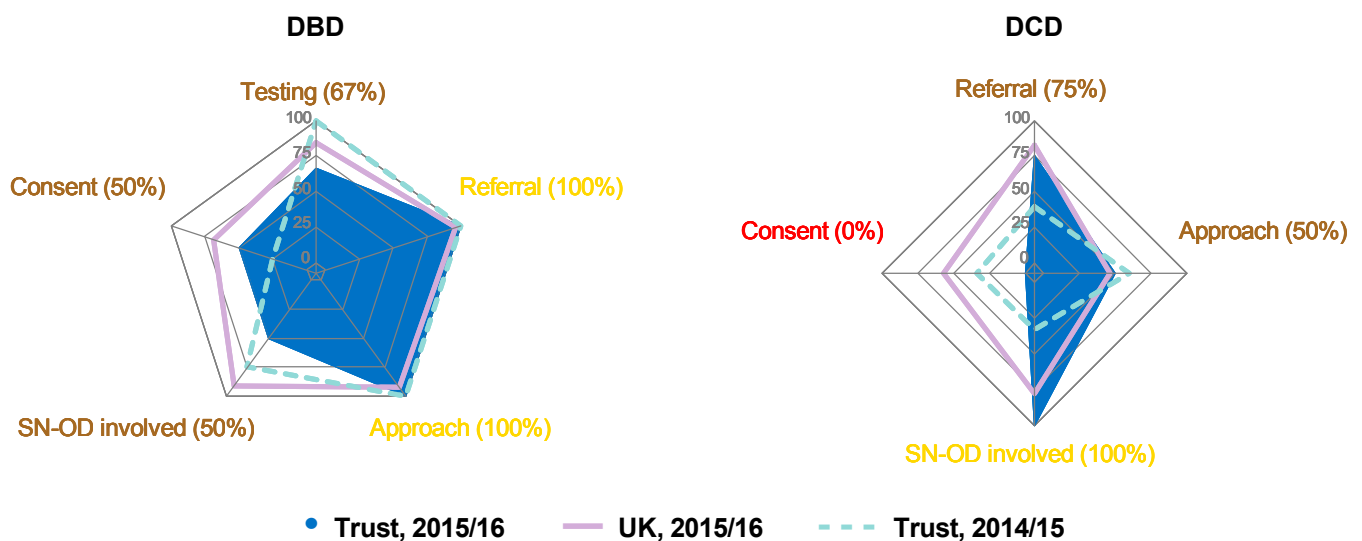 DBD
DCD
Testing (67%)
Referral (75%)
100
75
50
25
0
100
75
50
25
0
Consent (50%)
Referral (100%)
Consent (0%)
Approach (50%)
SN-OD involved (50%)
Approach (100%)
SN-OD involved (100%)
Trust, 2015/16
UK, 2015/16
Trust, 2014/15